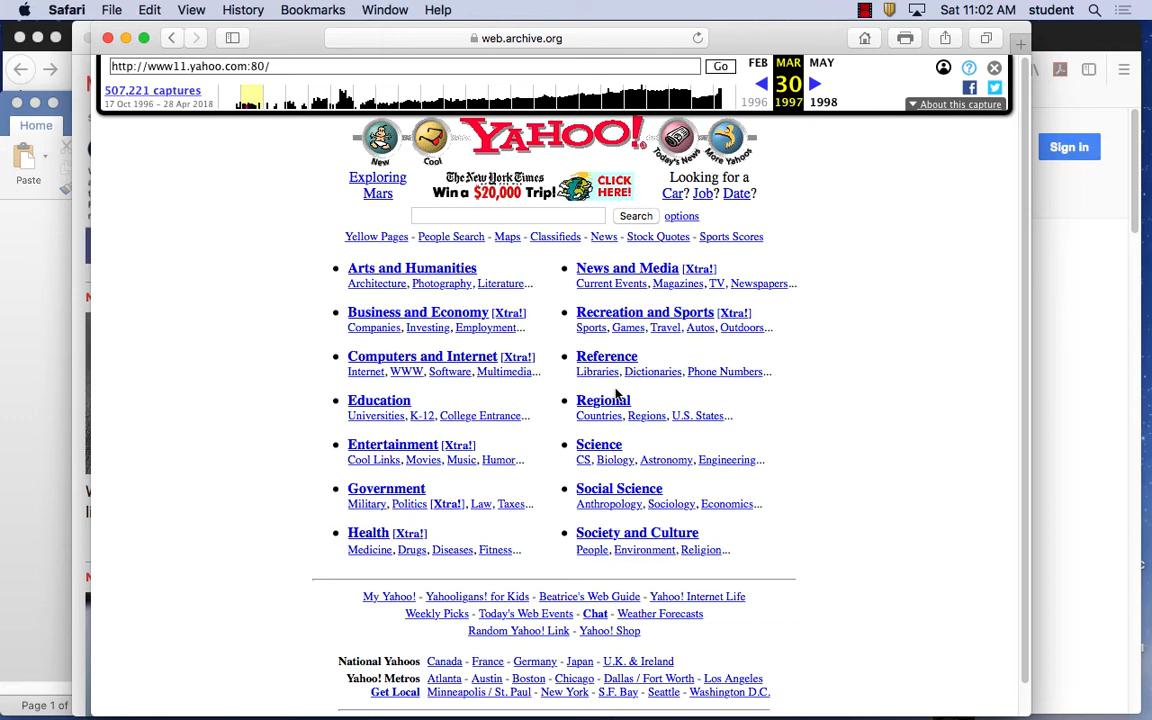 Safari File Edit View History Bookmarks Window Help Sat 11:02 AM student
web.archive.org
http://www11.yahoo.com:80/ Go FEB MAR MAY
507,221 captures 30
17 Oct 1996 - 28 Apr 2018 1996 1997 1998 About this capture
Home
Sign in
Paste
New Cool YAHOO! Today's News More Yahoos
Exploring Mars
The New York Times
Win a $20,000 Trip! CLICK HERE!
Looking for a
Car? Job? Date?
Search options
Yellow Pages - People Search - Maps - Classifieds - News - Stock Quotes - Sports Scores
Arts and Humanities
Architecture, Photography, Literature...
News and Media [Xtra!]
Current Events, Magazines, TV, Newspapers...
Business and Economy [Xtra!]
Companies, Investing, Employment...
Recreation and Sports [Xtra!]
Sports, Games, Travel, Autos, Outdoors...
Computers and Internet [Xtra!]
Internet, WWW, Software, Multimedia...
Reference
Libraries, Dictionaries, Phone Numbers...
Education
Universities, K-12, College Entrance...
Regional
Countries, Regions, U.S. States...
Entertainment [Xtra!]
Cool Links, Movies, Music, Humor...
Science
CS, Biology, Astronomy, Engineering...
Government
Military, Politics [Xtra!], Law, Taxes...
Social Science
Anthropology, Sociology, Economics...
Health [Xtra!]
Medicine, Drugs, Diseases, Fitness...
Society and Culture
People, Environment, Religion...
My Yahoo! - Yahooligans! for Kids - Beatrice's Web Guide - Yahoo! Internet Life
Weekly Picks - Today's Web Events - Chat - Weather Forecasts
Random Yahoo! Link - Yahoo! Shop
National Yahoos Canada - France - Germany - Japan - U.K. & Ireland
Yahoo! Metros Atlanta - Austin - Boston - Chicago - Dallas / Fort Worth - Los Angeles
Get Local Minneapolis / St. Paul - New York - S.F. Bay - Seattle - Washington D.C.
Page 1 of